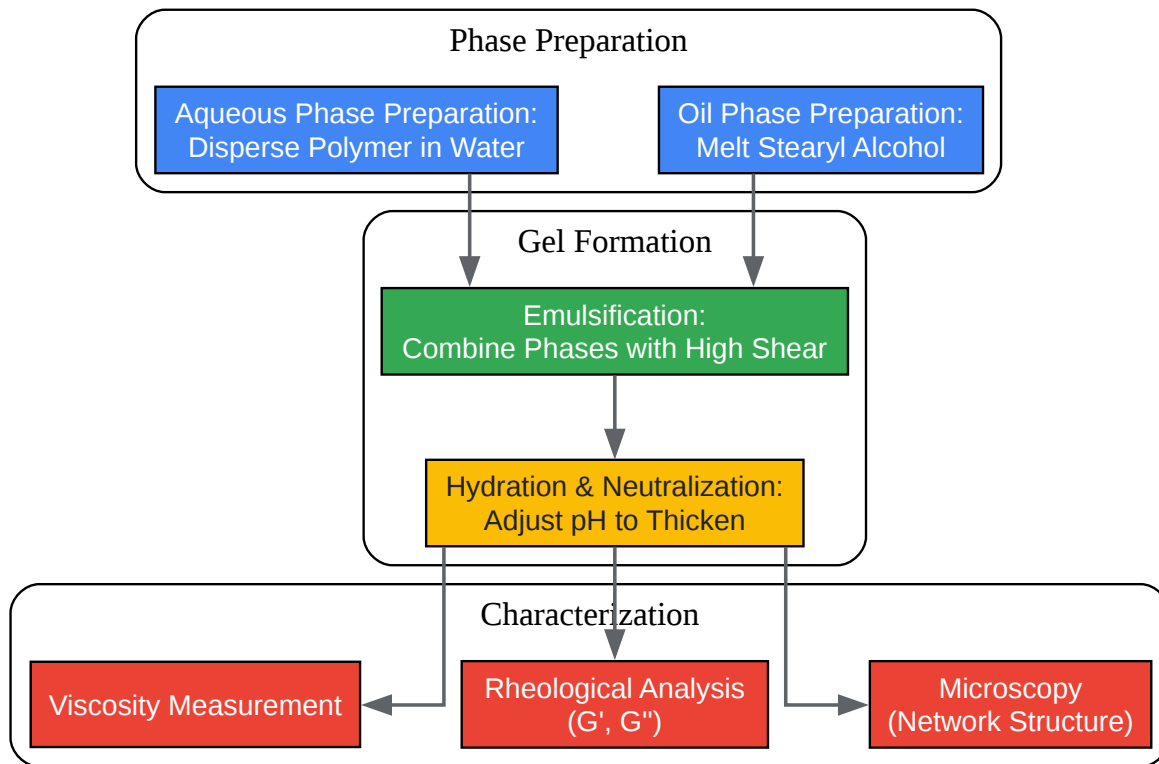 Phase Preparation
Aqueous Phase Preparation:
Disperse Polymer in Water
Oil Phase Preparation:
Melt Stearyl Alcohol
Gel Formation
Emulsification:
Combine Phases with High Shear
Hydration & Neutralization:
Adjust pH to Thicken
Characterization
Viscosity Measurement
Rheological Analysis
(G', G'')
Microscopy
(Network Structure)